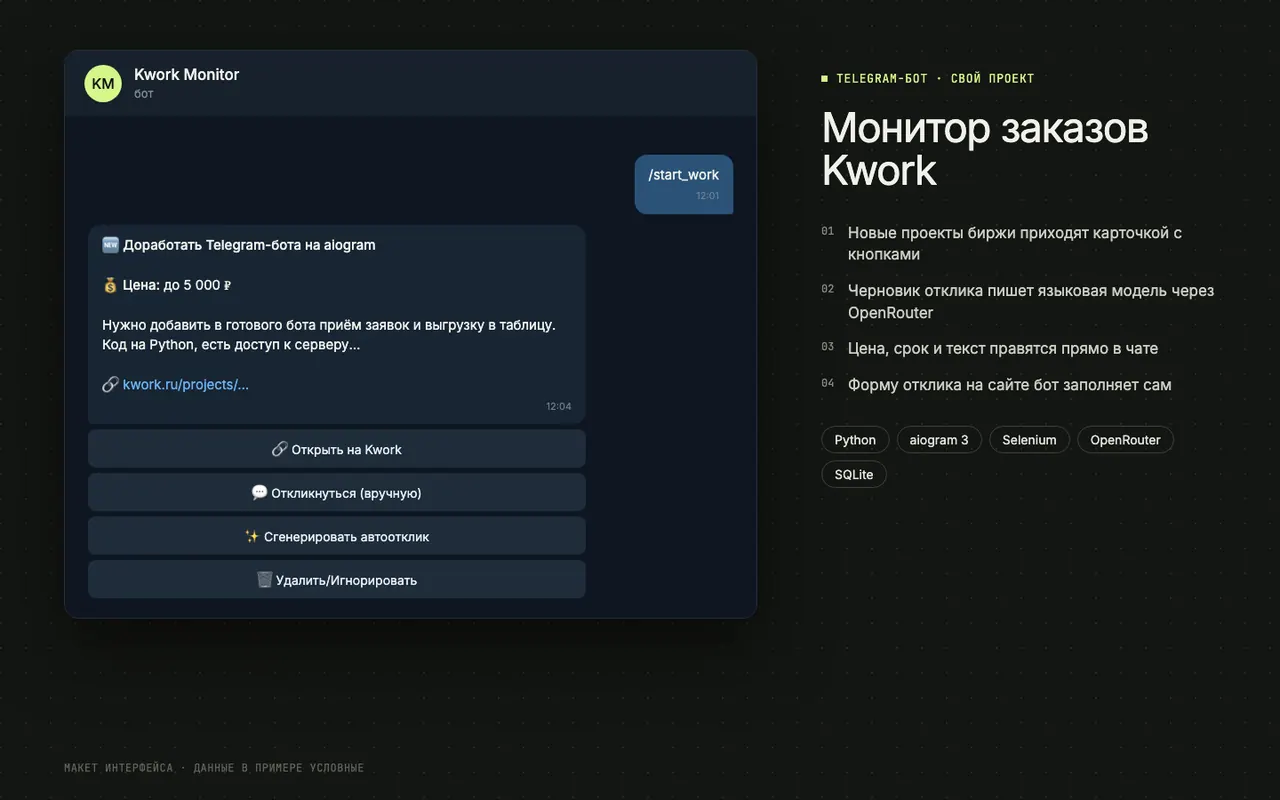 KM
Kwork Monitor
бот
/start_work
12:01
🆕 Доработать Telegram-бота на aiogram
💰 Цена: до 5 000 ₽
Нужно добавить в готового бота приём заявок и выгрузку в таблицу.
Код на Python, есть доступ к серверу...
🔗 kwork.ru/projects/...
12:04
🔗 Открыть на Kwork
💬 Откликнуться (вручную)
✨ Сгенерировать автоотклик
🗑️ Удалить/Игнорировать
TELEGRAM-БОТ · СВОЙ ПРОЕКТ
Монитор заказов
Kwork
01 Новые проекты биржи приходят карточкой с
кнопками
02 Черновик отклика пишет языковая модель через
OpenRouter
03 Цена, срок и текст правятся прямо в чате
04 Форму отклика на сайте бот заполняет сам
Python aiogram 3 Selenium OpenRouter
SQLite
МАКЕТ ИНТЕРФЕЙСА · ДАННЫЕ В ПРИМЕРЕ УСЛОВНЫЕ